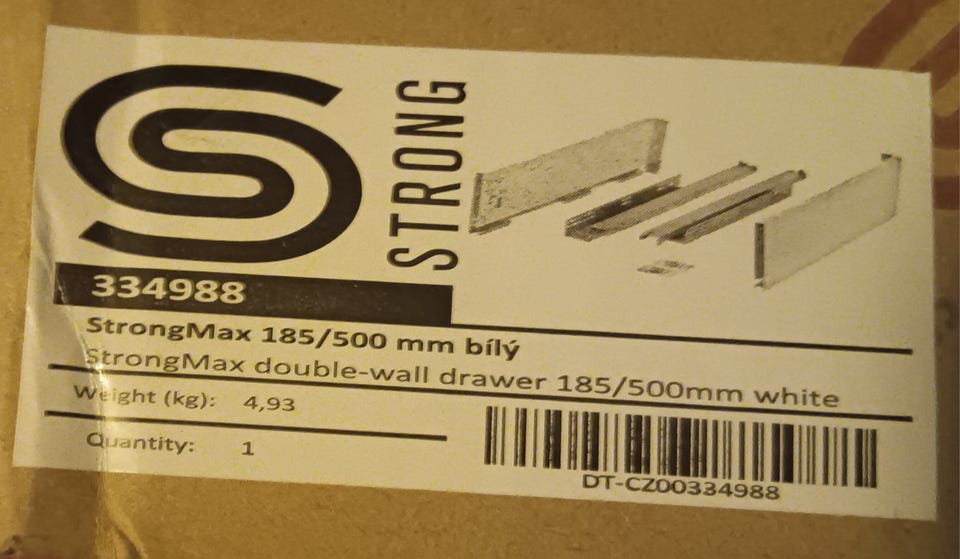 STRONG
334988
StrongMax 185/500 mm bílý
StrongMax double-wall drawer 185/500mm white
Weight (kg): 4,93
Quantity: 1
DT-CZ00334988